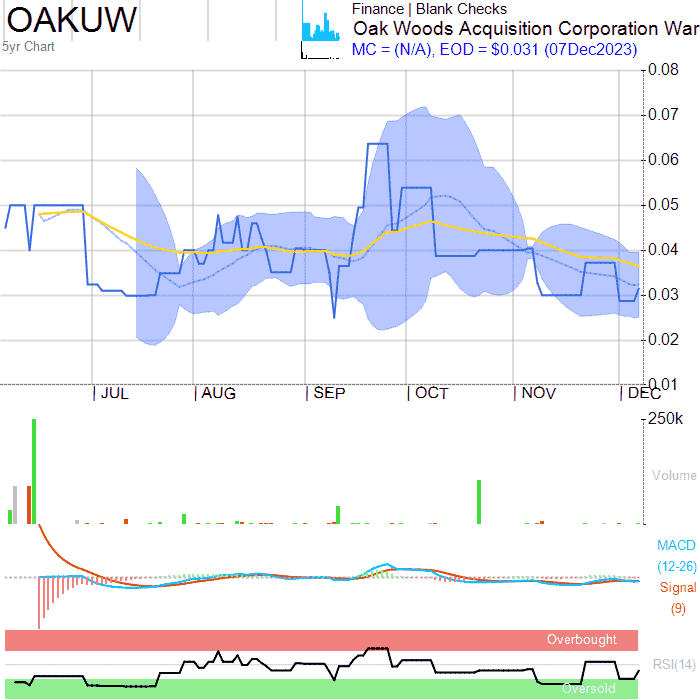 OAKUW
5yr Chart
Finance | Blank Checks
Oak Woods Acquisition Corporation War
MC = (N/A), EOD = $0.031 (07Dec2023)
0.08
0.07
0.06
0.05
0.04
0.03
0.02
0.01
JUL AUG SEP OCT NOV DEC
250k
Volume
MACD
(12-26)
Signal
(9)
Overbought
RSI(14)
Oversold